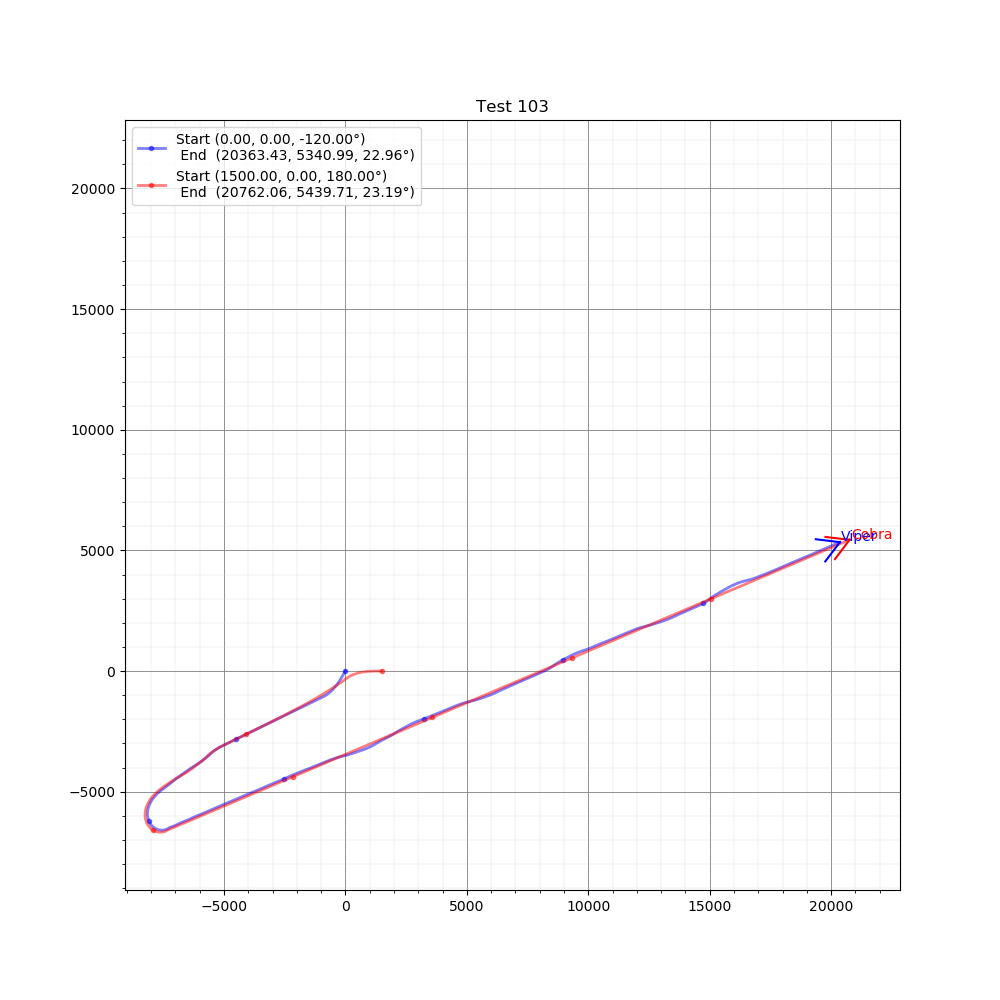 Test 103
Start (0.00, 0.00, -120.00°)
End (20363.43, 5340.99, 22.96°)
Start (1500.00, 0.00, 180.00°)
End (20762.06, 5439.71, 23.19°)
20000
15000
10000
5000
0
−5000
Viper
Cobra
−5000
0
5000
10000
15000
20000